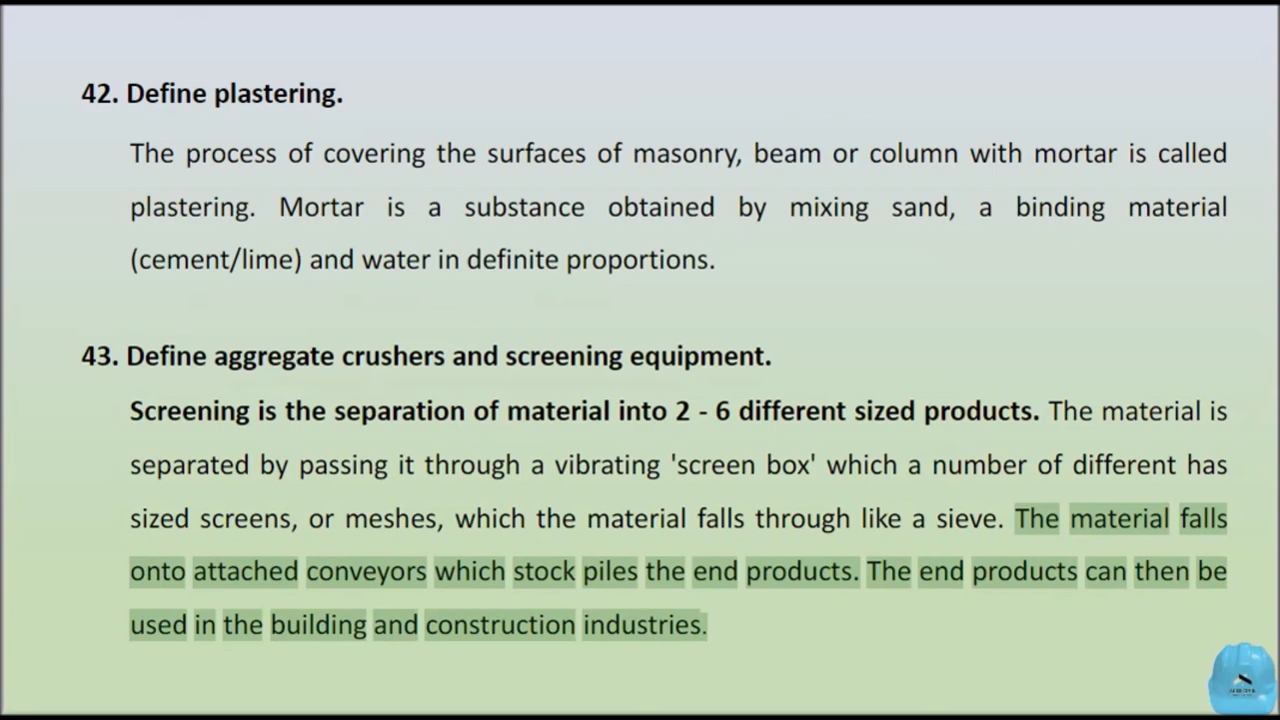 42. Define plastering.
The process of covering the surfaces of masonry, beam or column with mortar is called
plastering. Mortar is a substance obtained by mixing sand, a binding material
(cement/lime) and water in definite proportions.
43. Define aggregate crushers and screening equipment.
Screening is the separation of material into 2 - 6 different sized products. The material is
separated by passing it through a vibrating 'screen box' which a number of different has
sized screens, or meshes, which the material falls through like a sieve. The material falls
onto attached conveyors which stock piles the end products. The end products can then be
used in the building and construction industries.